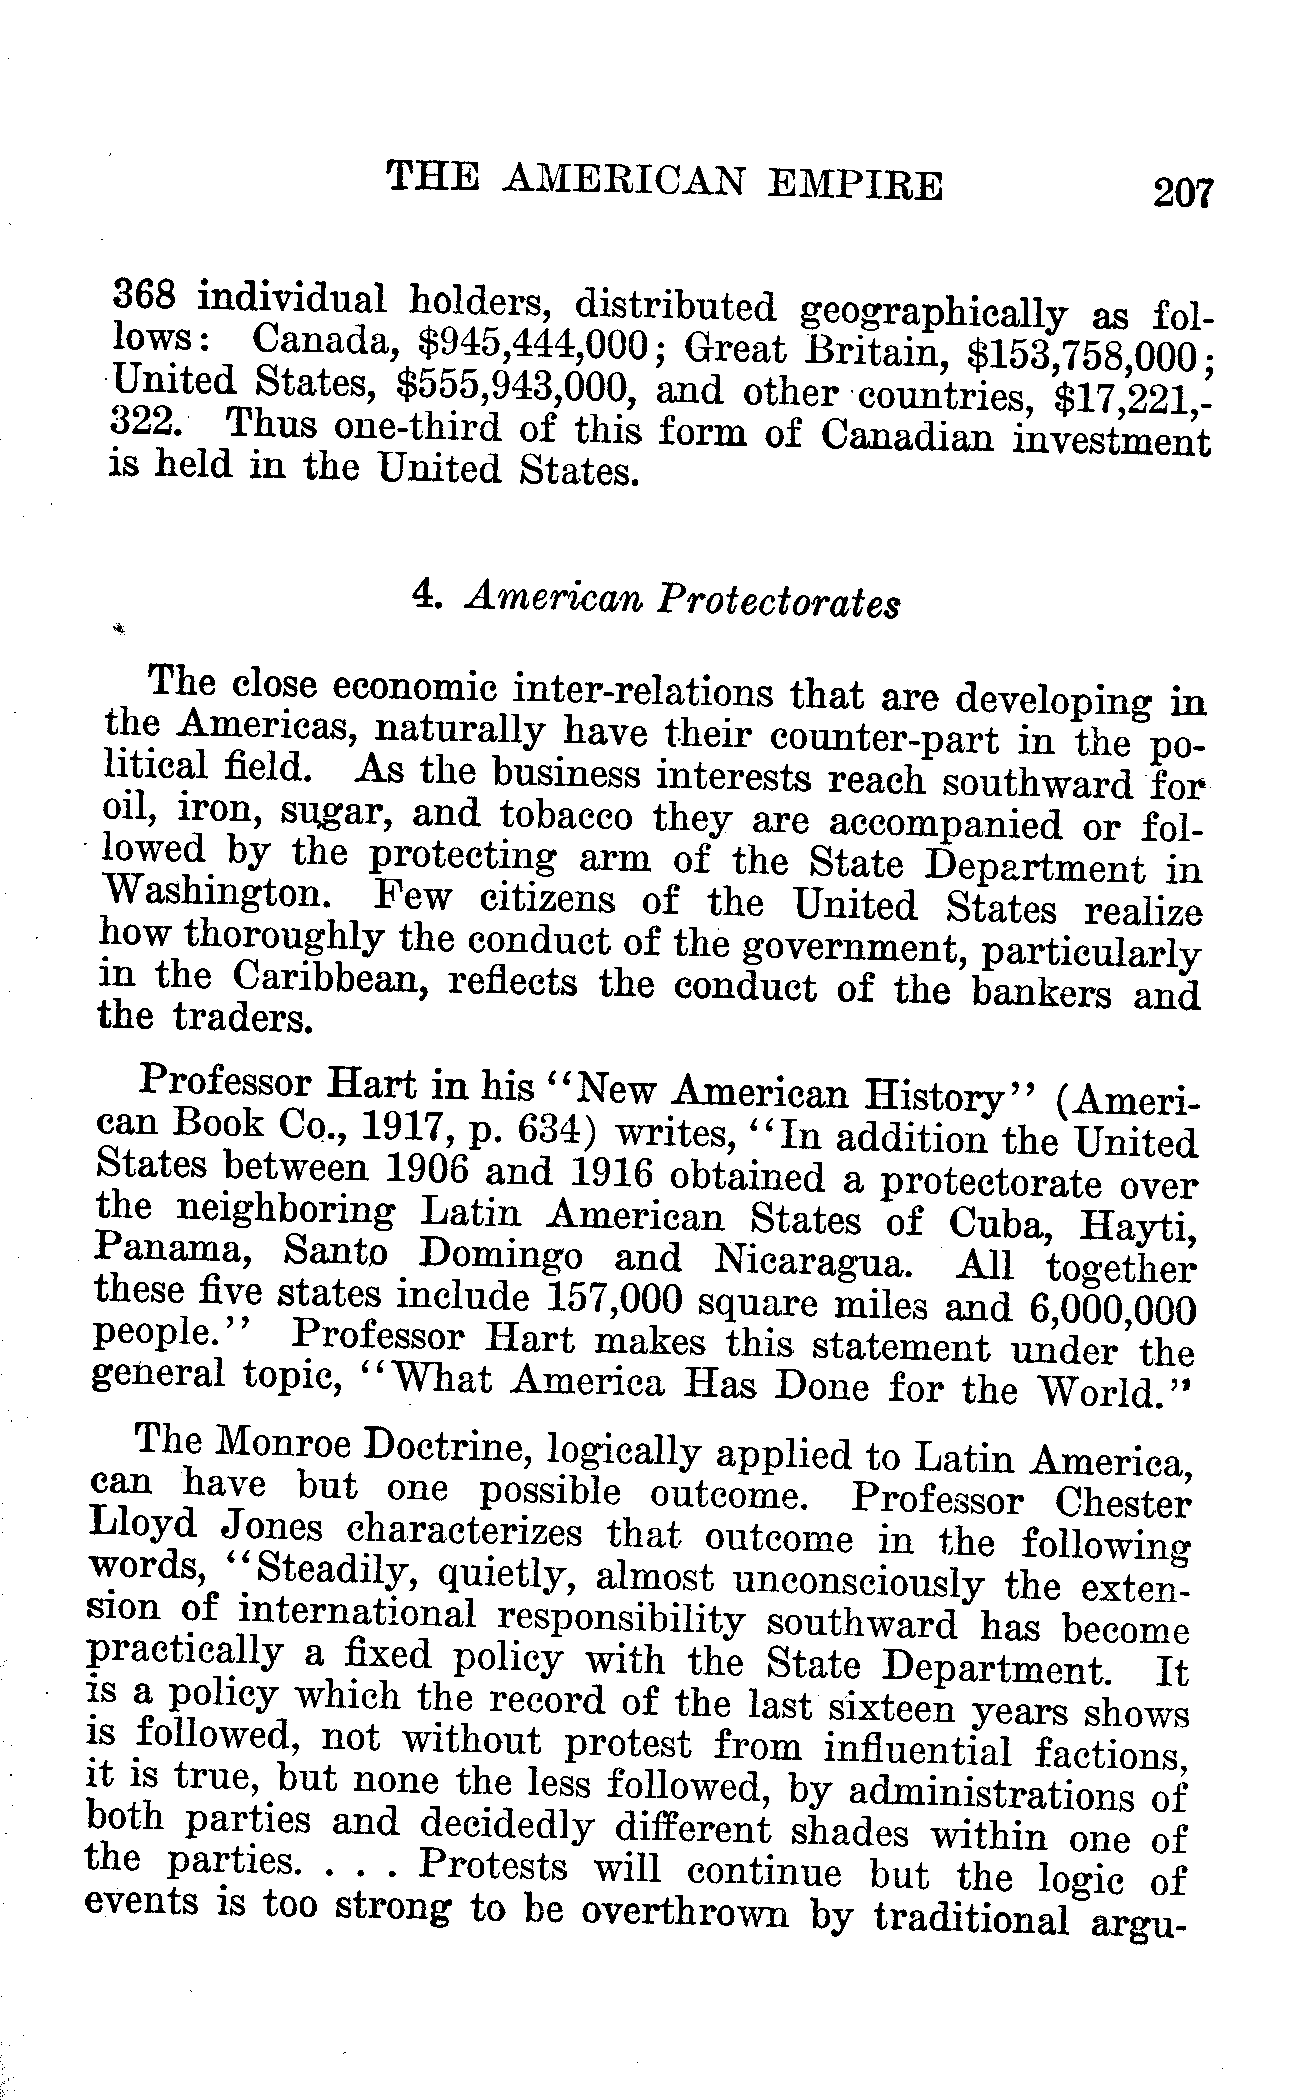 THE AMERICAN EMPIRE 207
368 individual holders, distributed geographically as fol-
lows: Canada, $945,444,000; Great Britain, $153,758,000;
United States, $555,943,000, and other countries, $17,221,-
322. Thus one-third of this form of Canadian investment
is held in the United States.
4. American Protectorates
The close economic inter-relations that are developing in
the Americas, naturally have their counter-part in the po-
litical field. As the business interests reach southward for
oil, iron, sugar, and tobacco they are accompanied or fol-
lowed by the protecting arm of the State Department in
Washington. Few citizens of the United States realize
how thoroughly the conduct of the government, particularly
in the Caribbean, reflects the conduct of the bankers and
the traders.
Professor Hart in his "New American History" (Ameri-
can Book Co., 1917, p. 634) writes, "In addition the United
States between 1906 and 1916 obtained a protectorate over
the neighboring Latin American States of Cuba, Hayti,
Panama, Santo Domingo and Nicaragua. All together
these five states include 157,000 square miles and 6,000,000
people." Professor Hart makes this statement under the
general topic, "What America Has Done for the World."
The Monroe Doctrine, logically applied to Latin America,
can have but one possible outcome. Professor Chester
Lloyd Jones characterizes that outcome in the following
words, "Steadily, quietly, almost unconsciously the exten-
sion of international responsibility southward has become
practically a fixed policy with the State Department. It
is a policy which the record of the last sixteen years shows
is followed, not without protest from influential factions,
it is true, but none the less followed, by administrations of
both parties and decidedly different shades within one of
the parties. . . . Protests will continue but the logic of
events is too strong to be overthrown by traditional argu-